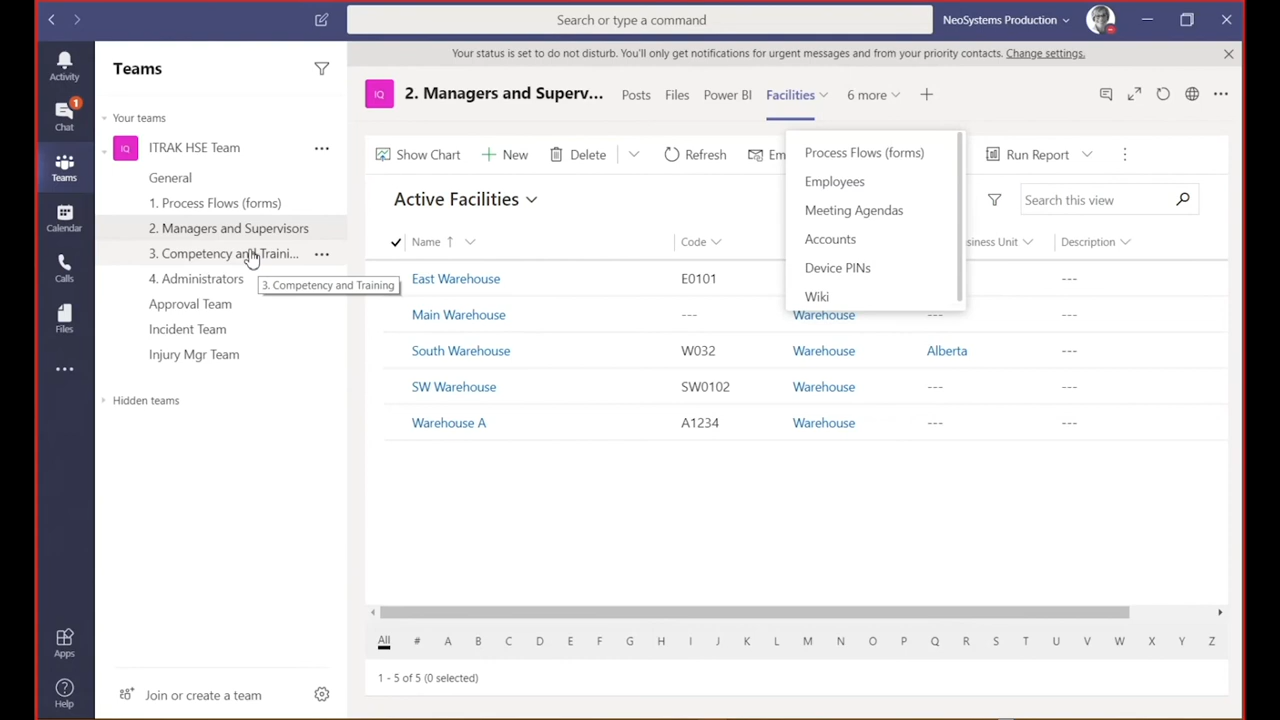 Search or type a command
NeoSystems Production
Your status is set to do not disturb. You'll only get notifications for urgent messages and from your priority contacts. Change settings.
Activity
Chat
1
Teams
Calendar
Calls
Files
Apps
Help
Teams
Your teams
IQ
ITRAK HSE Team
General
1. Process Flows (forms)
2. Managers and Supervisors
3. Competency and Traini...
3. Competency and Training
4. Administrators
Approval Team
Incident Team
Injury Mgr Team
Hidden teams
Join or create a team
IQ
2. Managers and Superv... Posts Files Power BI Facilities 6 more
Process Flows (forms)
Employees
Meeting Agendas
Accounts
Device PINs
Wiki
Show Chart New Delete Refresh Em Run Report
Active Facilities
Search this view
Name Code siness Unit Description
East Warehouse E0101
Main Warehouse --- Warehouse --- ---
South Warehouse W032 Warehouse Alberta ---
SW Warehouse SW0102 Warehouse --- ---
Warehouse A A1234 Warehouse --- ---
All # A B C D E F G H I J K L M N O P Q R S T U V W X Y Z
1 - 5 of 5 (0 selected)